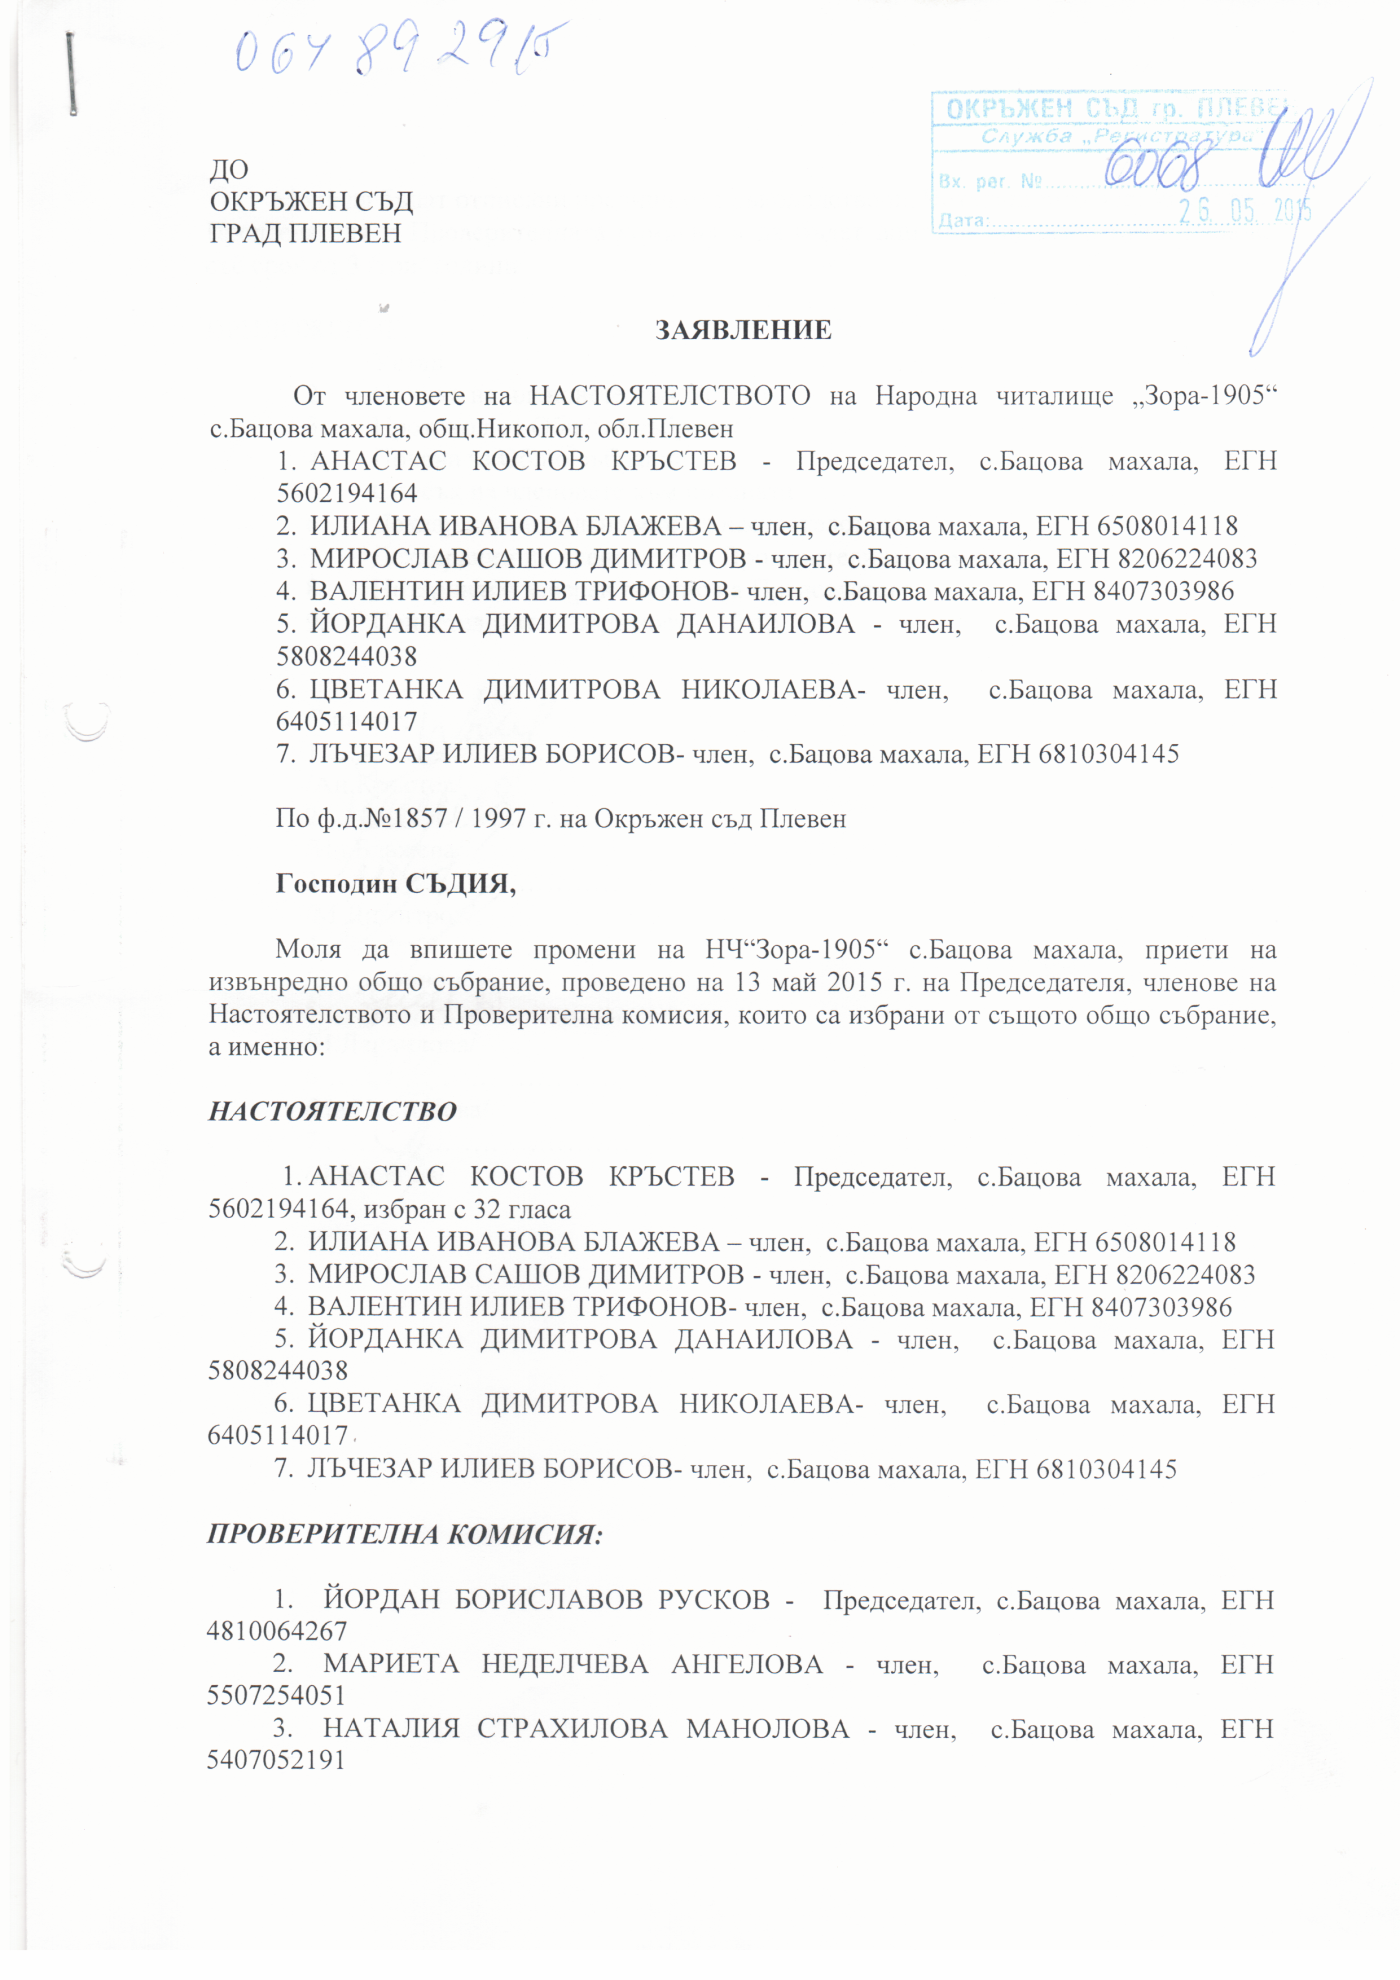 064 89 29/5
ОКРЪЖЕН СЪД гр. ПЛЕВЕН
Служба „Регистратура“
Вх. рег. № 6068
Дата: 26. 05. 2015
ДО
ОКРЪЖЕН СЪД
ГРАД ПЛЕВЕН
ЗАЯВЛЕНИЕ
От членовете на НАСТОЯТЕЛСТВОТО на Народна читалище „Зора-1905“
с.Бацова махала, общ.Никопол, обл.Плевен
1. АНАСТАС КОСТОВ КРЪСТЕВ - Председател, с.Бацова махала, ЕГН
5602194164
2. ИЛИАНА ИВАНОВА БЛАЖЕВА – член, с.Бацова махала, ЕГН 6508014118
3. МИРОСЛАВ САШОВ ДИМИТРОВ - член, с.Бацова махала, ЕГН 8206224083
4. ВАЛЕНТИН ИЛИЕВ ТРИФОНОВ- член, с.Бацова махала, ЕГН 8407303986
5. ЙОРДАНКА ДИМИТРОВА ДАНАИЛОВА - член, с.Бацова махала, ЕГН
5808244038
6. ЦВЕТАНКА ДИМИТРОВА НИКОЛАЕВА- член, с.Бацова махала, ЕГН
6405114017
7. ЛЪЧЕЗАР ИЛИЕВ БОРИСОВ- член, с.Бацова махала, ЕГН 6810304145
По ф.д.№1857 / 1997 г. на Окръжен съд Плевен
Господин СЪДИЯ,
Моля да впишете промени на НЧ“Зора-1905“ с.Бацова махала, приети на
извънредно общо събрание, проведено на 13 май 2015 г. на Председателя, членове на
Настоятелството и Проверителна комисия, които са избрани от същото общо събрание,
а именно:
НАСТОЯТЕЛСТВО
1. АНАСТАС КОСТОВ КРЪСТЕВ - Председател, с.Бацова махала, ЕГН
5602194164, избран с 32 гласа
2. ИЛИАНА ИВАНОВА БЛАЖЕВА – член, с.Бацова махала, ЕГН 6508014118
3. МИРОСЛАВ САШОВ ДИМИТРОВ - член, с.Бацова махала, ЕГН 8206224083
4. ВАЛЕНТИН ИЛИЕВ ТРИФОНОВ- член, с.Бацова махала, ЕГН 8407303986
5. ЙОРДАНКА ДИМИТРОВА ДАНАИЛОВА - член, с.Бацова махала, ЕГН
5808244038
6. ЦВЕТАНКА ДИМИТРОВА НИКОЛАЕВА- член, с.Бацова махала, ЕГН
6405114017
7. ЛЪЧЕЗАР ИЛИЕВ БОРИСОВ- член, с.Бацова махала, ЕГН 6810304145
ПРОВЕРИТЕЛНА КОМИСИЯ:
1. ЙОРДАН БОРИСЛАВОВ РУСКОВ - Председател, с.Бацова махала, ЕГН
4810064267
2. МАРИЕТА НЕДЕЛЧЕВА АНГЕЛОВА - член, с.Бацова махала, ЕГН
5507254051
3. НАТАЛИЯ СТРАХИЛОВА МАНОЛОВА - член, с.Бацова махала, ЕГН
5407052191